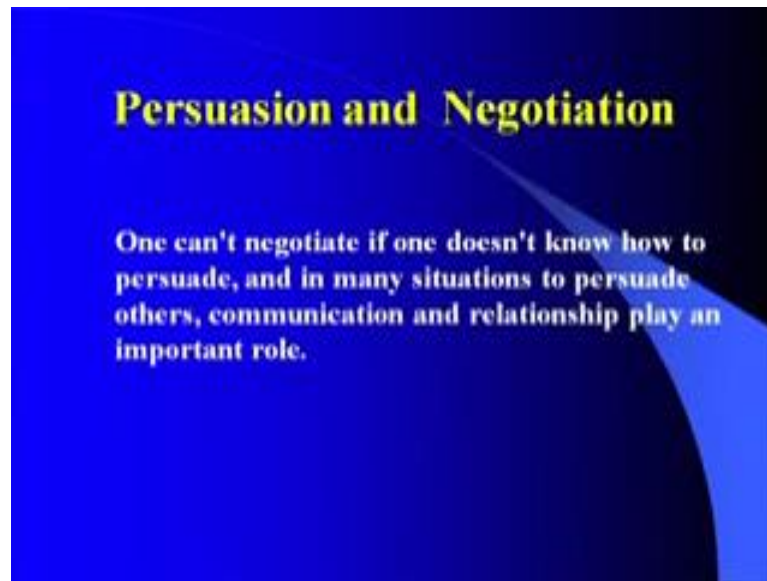 Persuasion and Negotiation
One can't negotiate if one doesn't know how to
persuade, and in many situations to persuade
others, communication and relationship play an
important role.